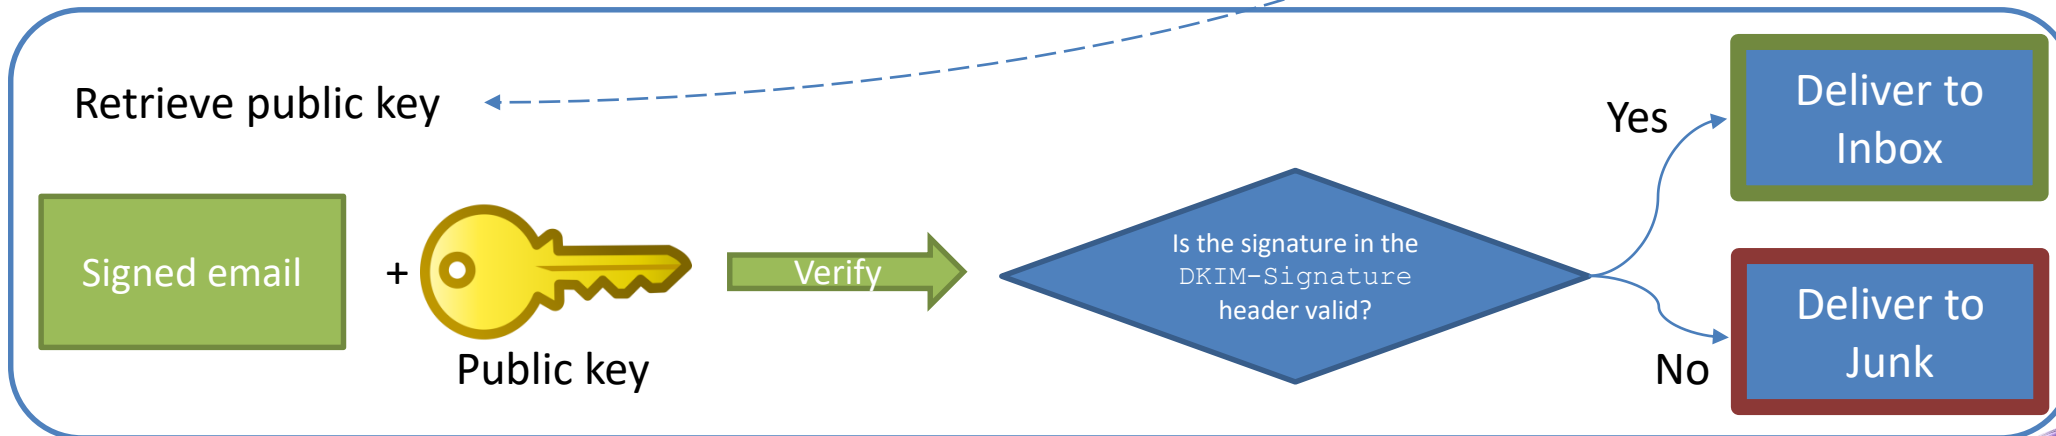 Retrieve public key
Yes
Deliver to
Inbox
Signed email
+
Verify
Is the signature in the
DKIM-Signature
header valid?
Public key
No
Deliver to
Junk